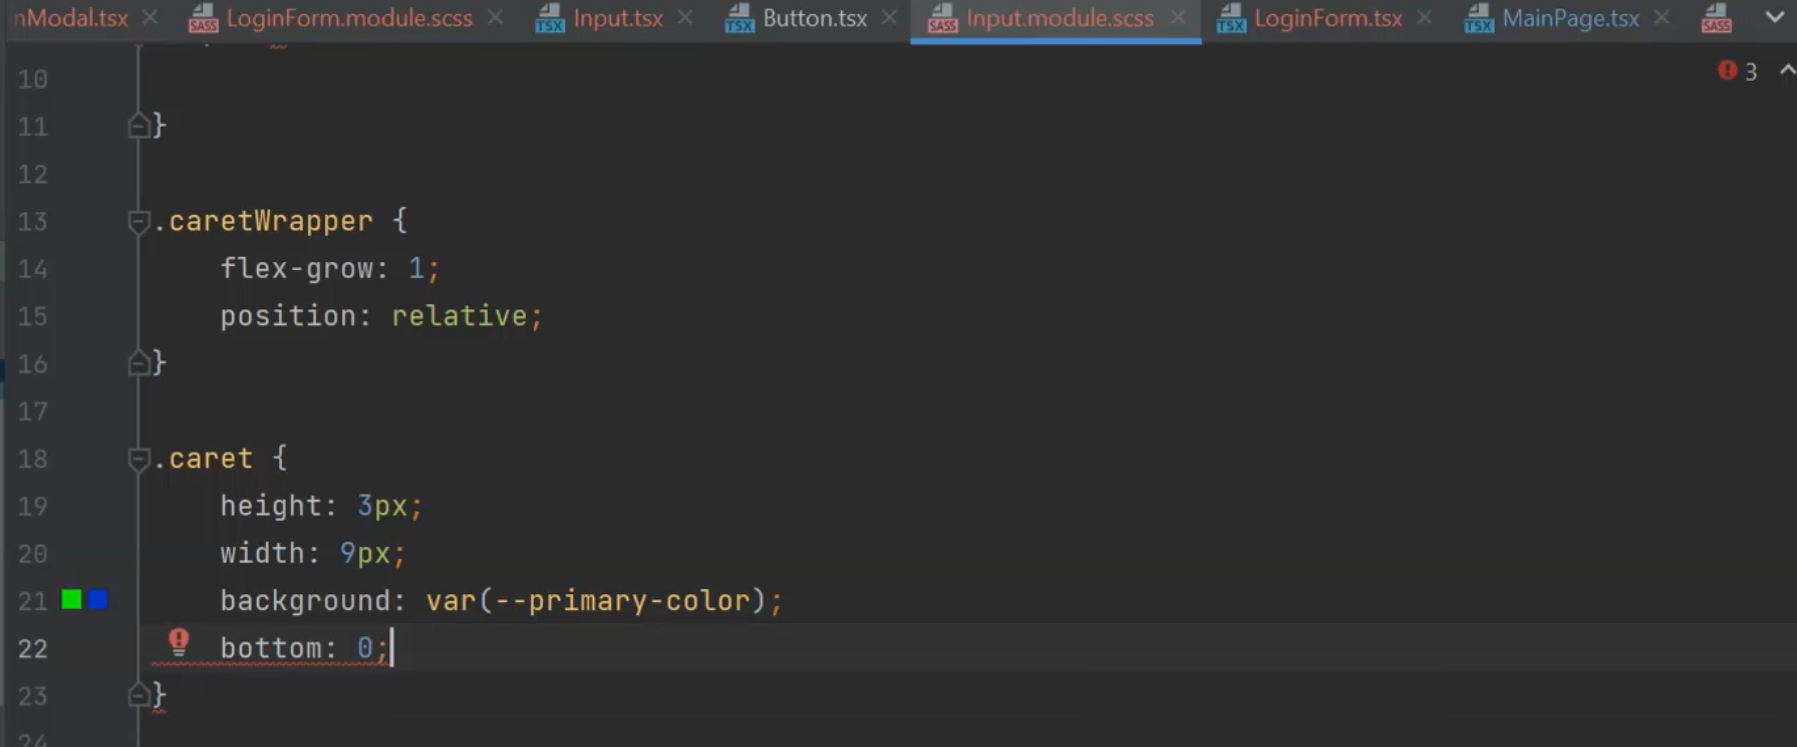 nModal.tsx LoginForm.module.scss Input.tsx Button.tsx Input.module.scss LoginForm.tsx MainPage.tsx
SASS TSX TSX SASS TSX TSX SASS
10
3
11 }
12
13 .caretWrapper {
14 flex-grow: 1;
15 position: relative;
16 }
17
18 .caret {
19 height: 3px;
20 width: 9px;
21 background: var(--primary-color);
22 bottom: 0;
23 }
24